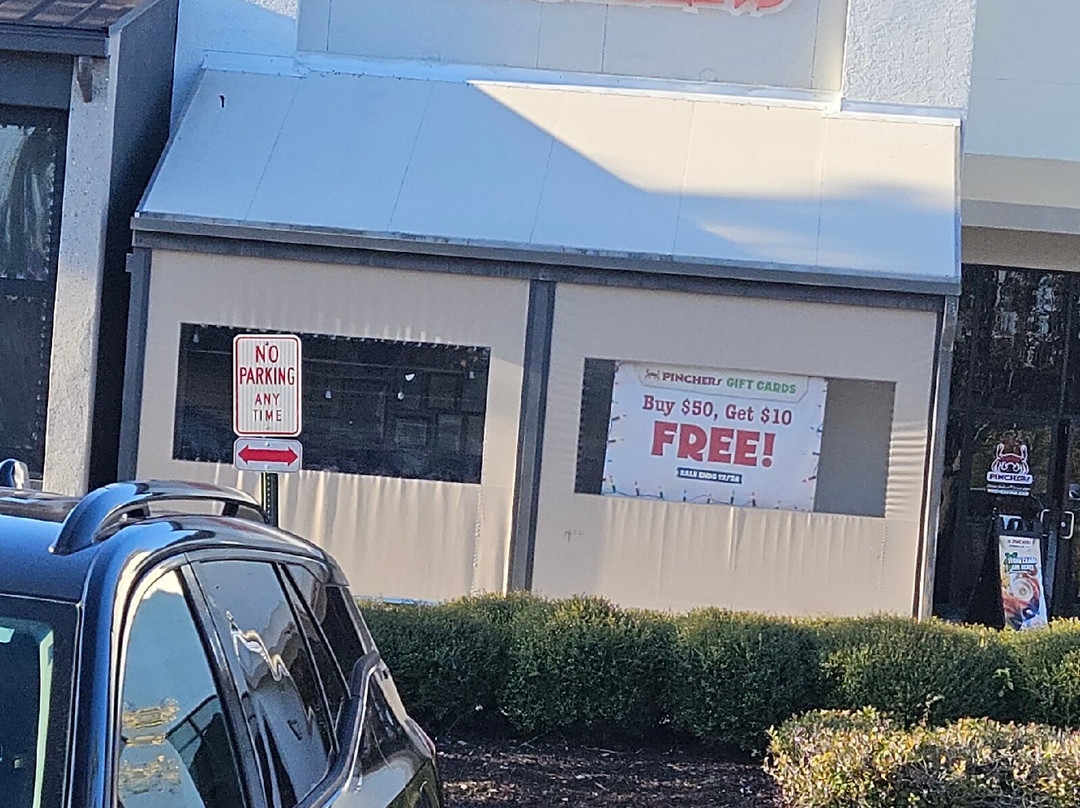 NO
PARKING
ANY
TIME
PINCHERS GIFT CARDS
Buy $50, Get $10
FREE!
SALE ENDS 12/24
PINCHERS